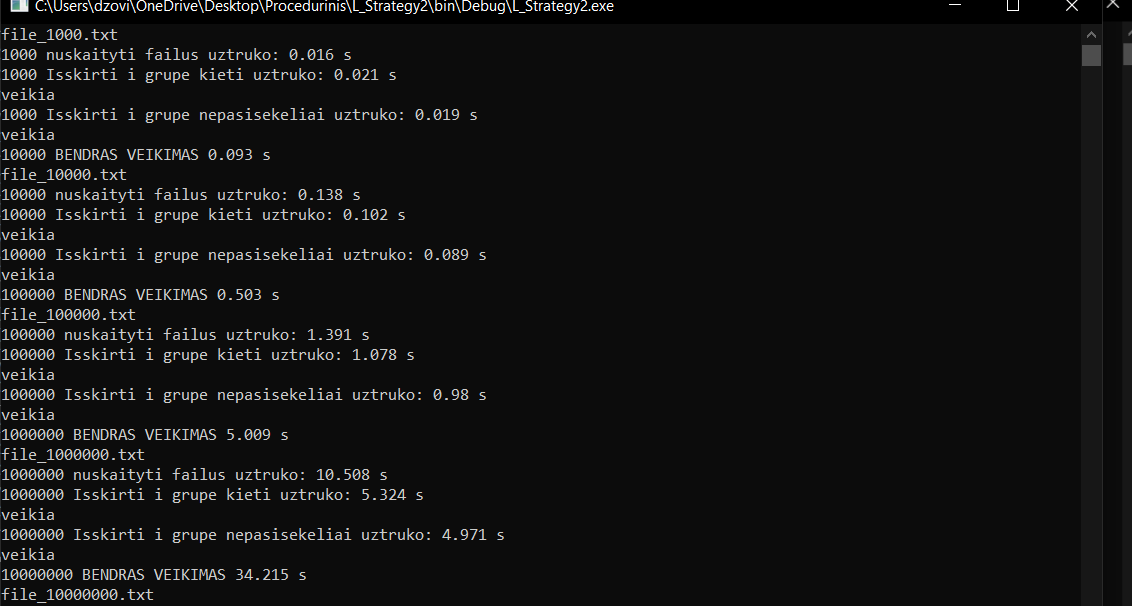 C:\Users\dzovi\OneDrive\Desktop\Procedurinis\L_Strategy2\bin\Debug\L_Strategy2.exe
file_1000.txt
1000 nuskaityti failus uztruko: 0.016 s
1000 Isskirti i grupe kieti uztruko: 0.021 s
veikia
1000 Isskirti i grupe nepasisekeliai uztruko: 0.019 s
veikia
10000 BENDRAS VEIKIMAS 0.093 s
file_10000.txt
10000 nuskaityti failus uztruko: 0.138 s
10000 Isskirti i grupe kieti uztruko: 0.102 s
veikia
10000 Isskirti i grupe nepasisekeliai uztruko: 0.089 s
veikia
100000 BENDRAS VEIKIMAS 0.503 s
file_100000.txt
100000 nuskaityti failus uztruko: 1.391 s
100000 Isskirti i grupe kieti uztruko: 1.078 s
veikia
100000 Isskirti i grupe nepasisekeliai uztruko: 0.98 s
veikia
1000000 BENDRAS VEIKIMAS 5.009 s
file_1000000.txt
1000000 nuskaityti failus uztruko: 10.508 s
1000000 Isskirti i grupe kieti uztruko: 5.324 s
veikia
1000000 Isskirti i grupe nepasisekeliai uztruko: 4.971 s
veikia
10000000 BENDRAS VEIKIMAS 34.215 s
file_10000000.txt